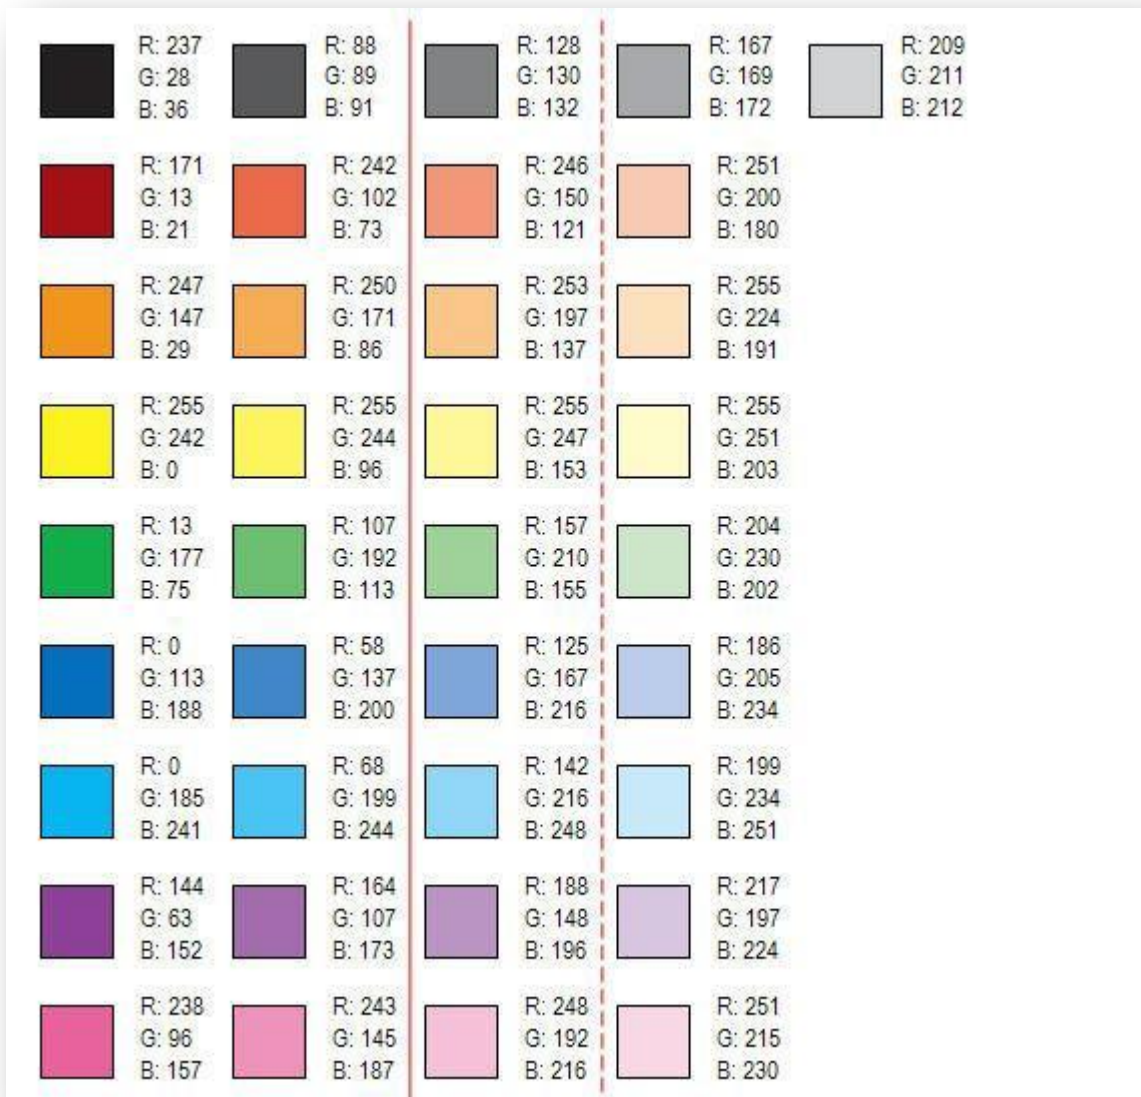 R: 237
G: 28
B: 36
R: 88
G: 89
B: 91
R: 128
G: 130
B: 132
R: 167
G: 169
B: 172
R: 209
G: 211
B: 212
R: 171
G: 13
B: 21
R: 242
G: 102
B: 73
R: 246
G: 150
B: 121
R: 251
G: 200
B: 180
R: 247
G: 147
B: 29
R: 250
G: 171
B: 86
R: 253
G: 197
B: 137
R: 255
G: 224
B: 191
R: 255
G: 242
B: 0
R: 255
G: 244
B: 96
R: 255
G: 247
B: 153
R: 255
G: 251
B: 203
R: 13
G: 177
B: 75
R: 107
G: 192
B: 113
R: 157
G: 210
B: 155
R: 204
G: 230
B: 202
R: 0
G: 113
B: 188
R: 58
G: 137
B: 200
R: 125
G: 167
B: 216
R: 186
G: 205
B: 234
R: 0
G: 185
B: 241
R: 68
G: 199
B: 244
R: 142
G: 216
B: 248
R: 199
G: 234
B: 251
R: 144
G: 63
B: 152
R: 164
G: 107
B: 173
R: 188
G: 148
B: 196
R: 217
G: 197
B: 224
R: 238
G: 96
B: 157
R: 243
G: 145
B: 187
R: 248
G: 192
B: 216
R: 251
G: 215
B: 230